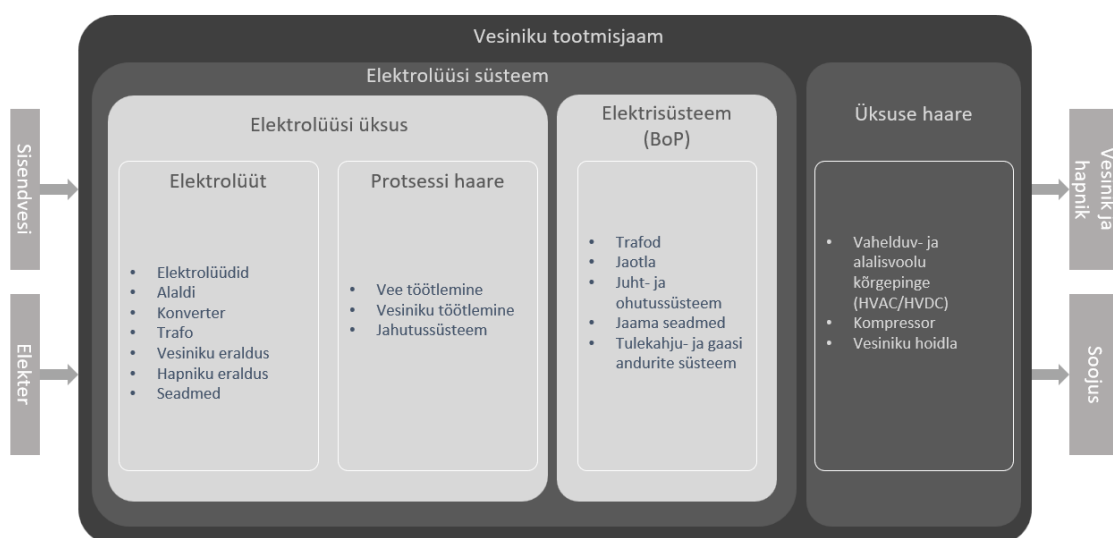 Vesiniku tootmisjaam
Elektrolüüsi süsteem
Elektrolüüsi üksus
Elektrisüsteem
(BoP)
Üksuse haare
Sisendvesi
Elekter
Elektrolüüt
• Elektrolüüdid
• Alaldi
• Konverter
• Trafo
• Vesiniku eraldus
• Hapniku eraldus
• Seadmed
Protsessi haare
• Vee töötlemine
• Vesiniku töötlemine
• Jahutussüsteem
• Trafod
• Jaotla
• Juht- ja
ohutussüsteem
• Jaama seadmed
• Tulekahju- ja gaasi
andurite süsteem
• Vahelduv- ja
alalisvoolu
kõrgepinge
(HVAC/HVDC)
• Kompressor
• Vesiniku hoidla
Vesinik ja
hapnik
Soojus